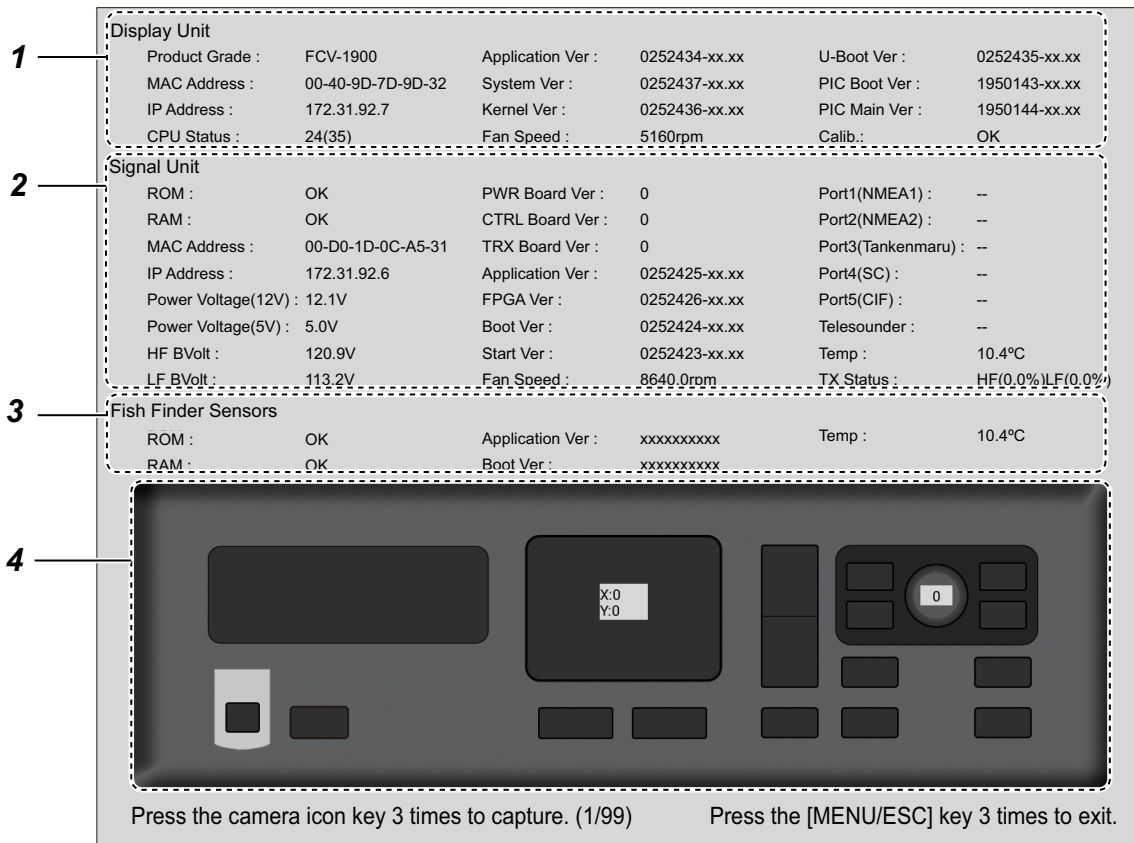 1
Display Unit
Product Grade : FCV-1900 Application Ver : 0252434-xx.xx U-Boot Ver : 0252435-xx.xx
MAC Address : 00-40-9D-7D-9D-32 System Ver : 0252437-xx.xx PIC Boot Ver : 1950143-xx.xx
IP Address : 172.31.92.7 Kernel Ver : 0252436-xx.xx PIC Main Ver : 1950144-xx.xx
CPU Status : 24(35) Fan Speed : 5160rpm Calib.: OK
2
Signal Unit
ROM : OK PWR Board Ver : 0 Port1(NMEA1) : --
RAM : OK CTRL Board Ver : 0 Port2(NMEA2) : --
MAC Address : 00-D0-1D-0C-A5-31 TRX Board Ver : 0 Port3(Tankenmaru) : --
IP Address : 172.31.92.6 Application Ver : 0252425-xx.xx Port4(SC) : --
Power Voltage(12V) : 12.1V FPGA Ver : 0252426-xx.xx Port5(CIF) : --
Power Voltage(5V) : 5.0V Boot Ver : 0252424-xx.xx Telesounder : --
HF BVolt : 120.9V Start Ver : 0252423-xx.xx Temp : 10.4ºC
LF BVolt : 113.2V Fan Speed : 8640.0rpm TX Status : HF(0.0%)LF(0.0%)
3
Fish Finder Sensors
ROM : OK Application Ver : xxxxxxxxxx Temp : 10.4ºC
RAM : OK Boot Ver : xxxxxxxxxx
4
X:0
Y:0
0
Press the camera icon key 3 times to capture. (1/99) Press the [MENU/ESC] key 3 times to exit.